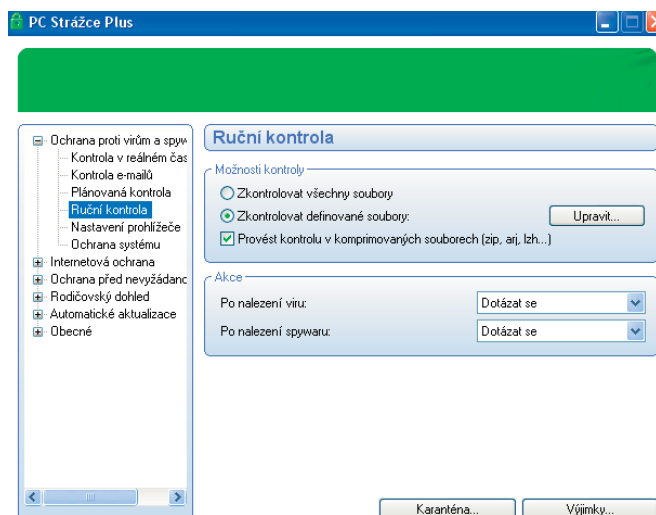 PC Strážce Plus
Ochrana proti virům a spyw
Kontrola v reálném čas
Kontrola e-mailů
Plánovaná kontrola
Ruční kontrola
Nastavení prohlížeče
Ochrana systému
Internetová ochrana
Ochrana před nevyžádanc
Rodičovský dohled
Automatické aktualizace
Obecné
Ruční kontrola
Možnosti kontroly
Zkontrolovat všechny soubory
Zkontrolovat definované soubory:
Upravit...
Provést kontrolu v komprimovaných souborech (zip, arj, lzh...)
Akce
Po nalezení viru:
Dotázat se
Po nalezení spywaru:
Dotázat se
Karanténa...
Výjimky...